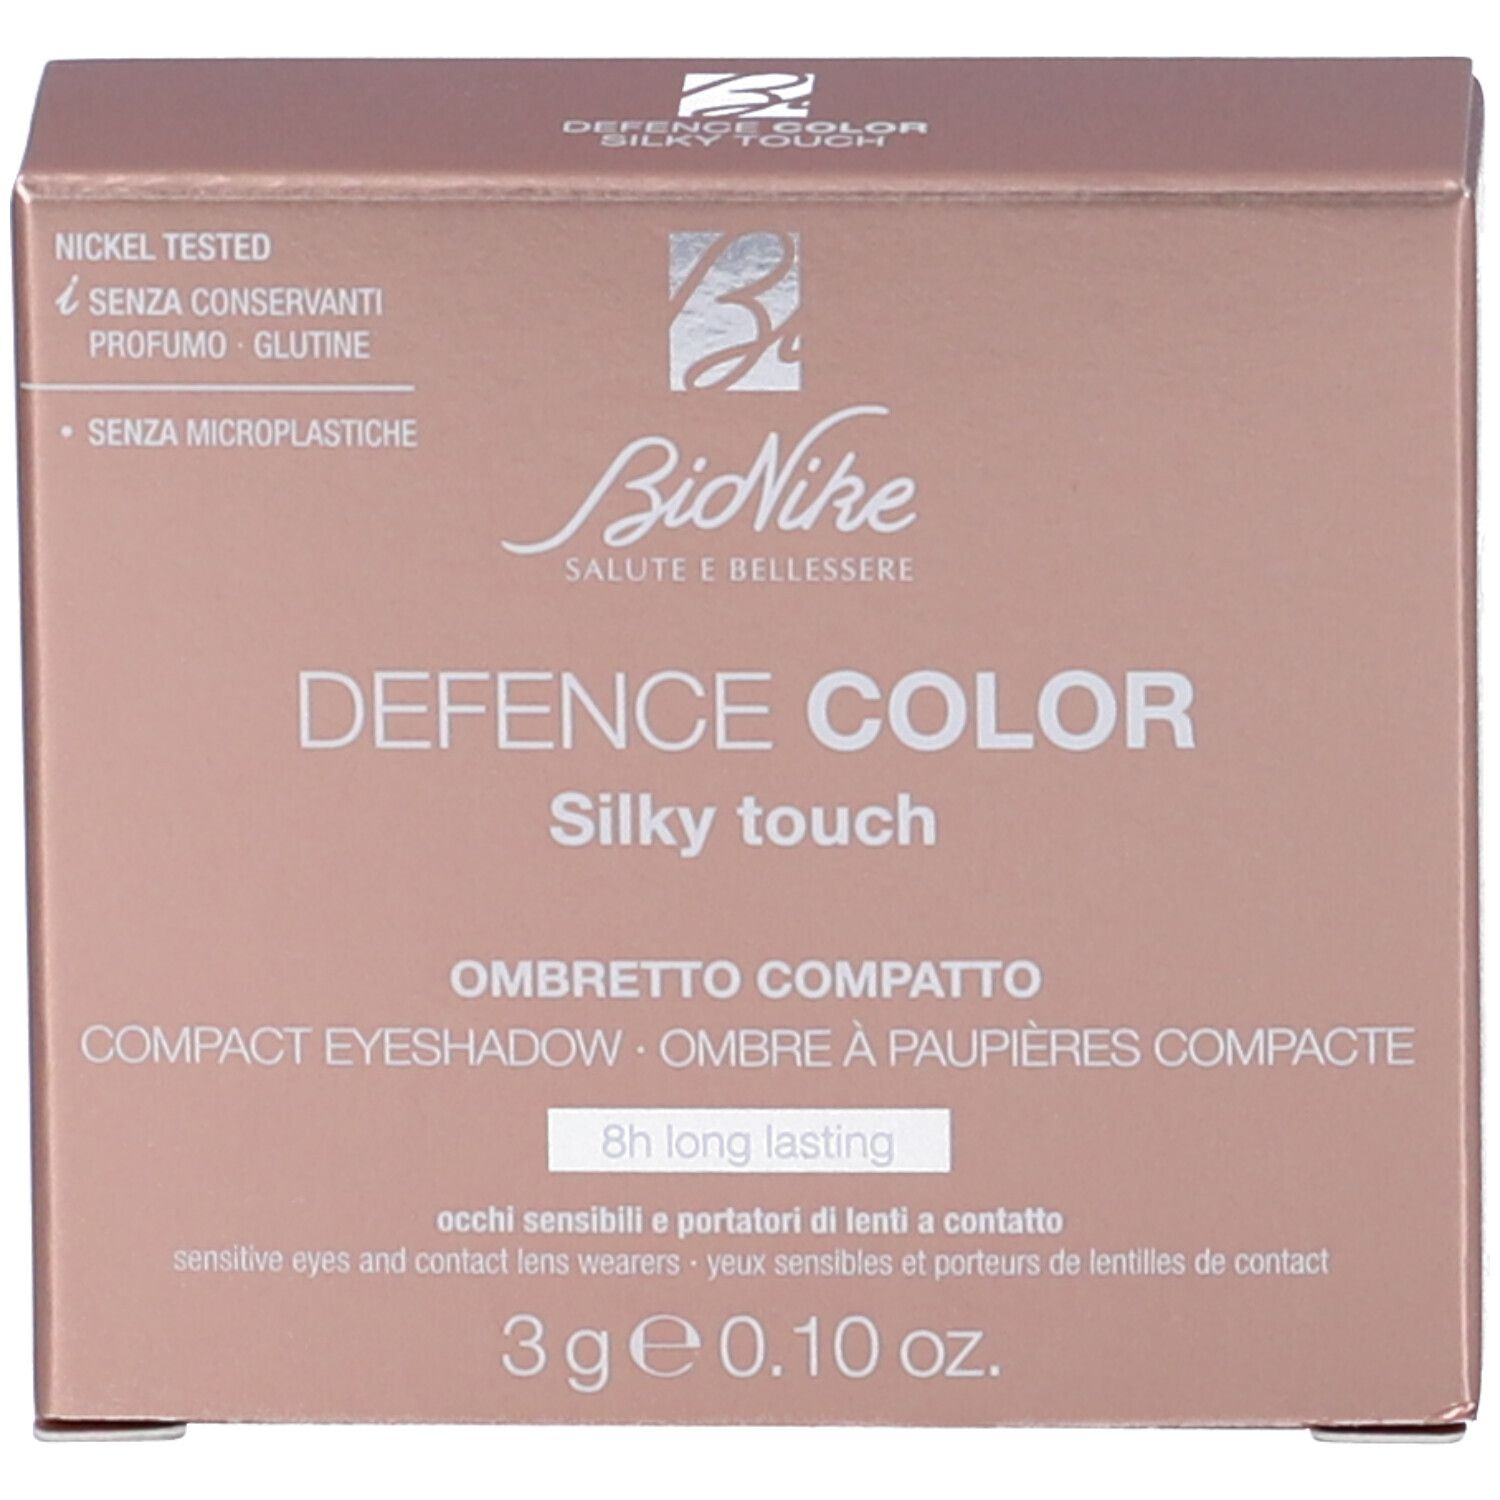 DEFENCE COLOR
SILKY TOUCH
NICKEL TESTED
i SENZA CONSERVANTI
PROFUMO · GLUTINE
• SENZA MICROPLASTICHE
BioNike
SALUTE E BELLESSERE
DEFENCE COLOR
Silky touch
OMBRETTO COMPATTO
COMPACT EYESHADOW · OMBRE À PAUPIÈRES COMPACTE
8h long lasting
occhi sensibili e portatori di lenti a contatto
sensitive eyes and contact lens wearers · yeux sensibles et porteurs de lentilles de contact
3 g ℮ 0.10 oz.